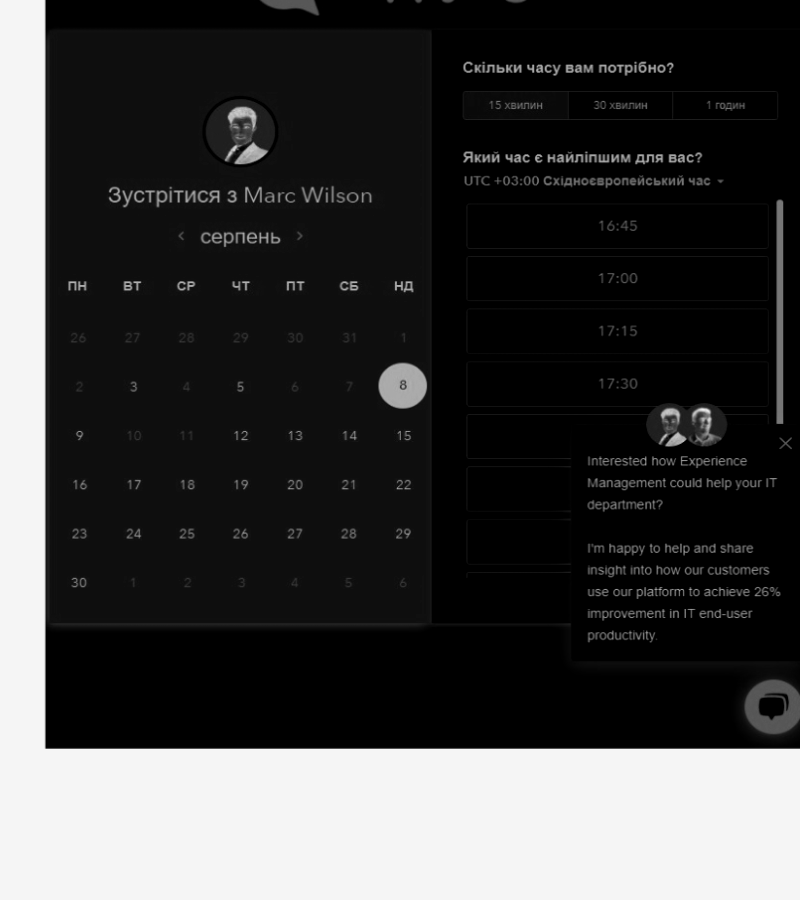 Зустрітися з Marc Wilson
серпень
ПН ВТ СР ЧТ ПТ СБ НД
26 27 28 29 30 31 1
2 3 4 5 6 7 8
9 10 11 12 13 14 15
16 17 18 19 20 21 22
23 24 25 26 27 28 29
30 1 2 3 4 5 6
Скільки часу вам потрібно?
15 хвилин 30 хвилин 1 годин
Який час є найліпшим для вас?
UTC +03:00 Східноєвропейський час
16:45
17:00
17:15
17:30
Interested how Experience
Management could help your IT
department?
I'm happy to help and share
insight into how our customers
use our platform to achieve 26%
improvement in IT end-user
productivity.